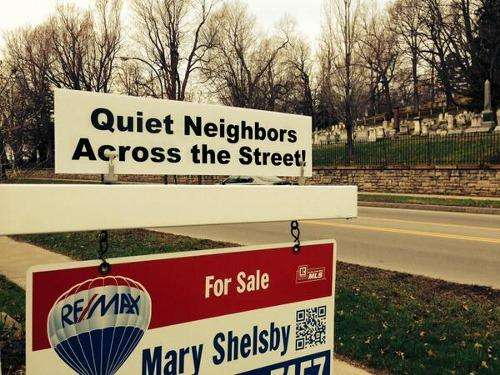 Quiet Neighbors
Across the Street!
For Sale
MLS
RE/MAX
Mary Shelsby